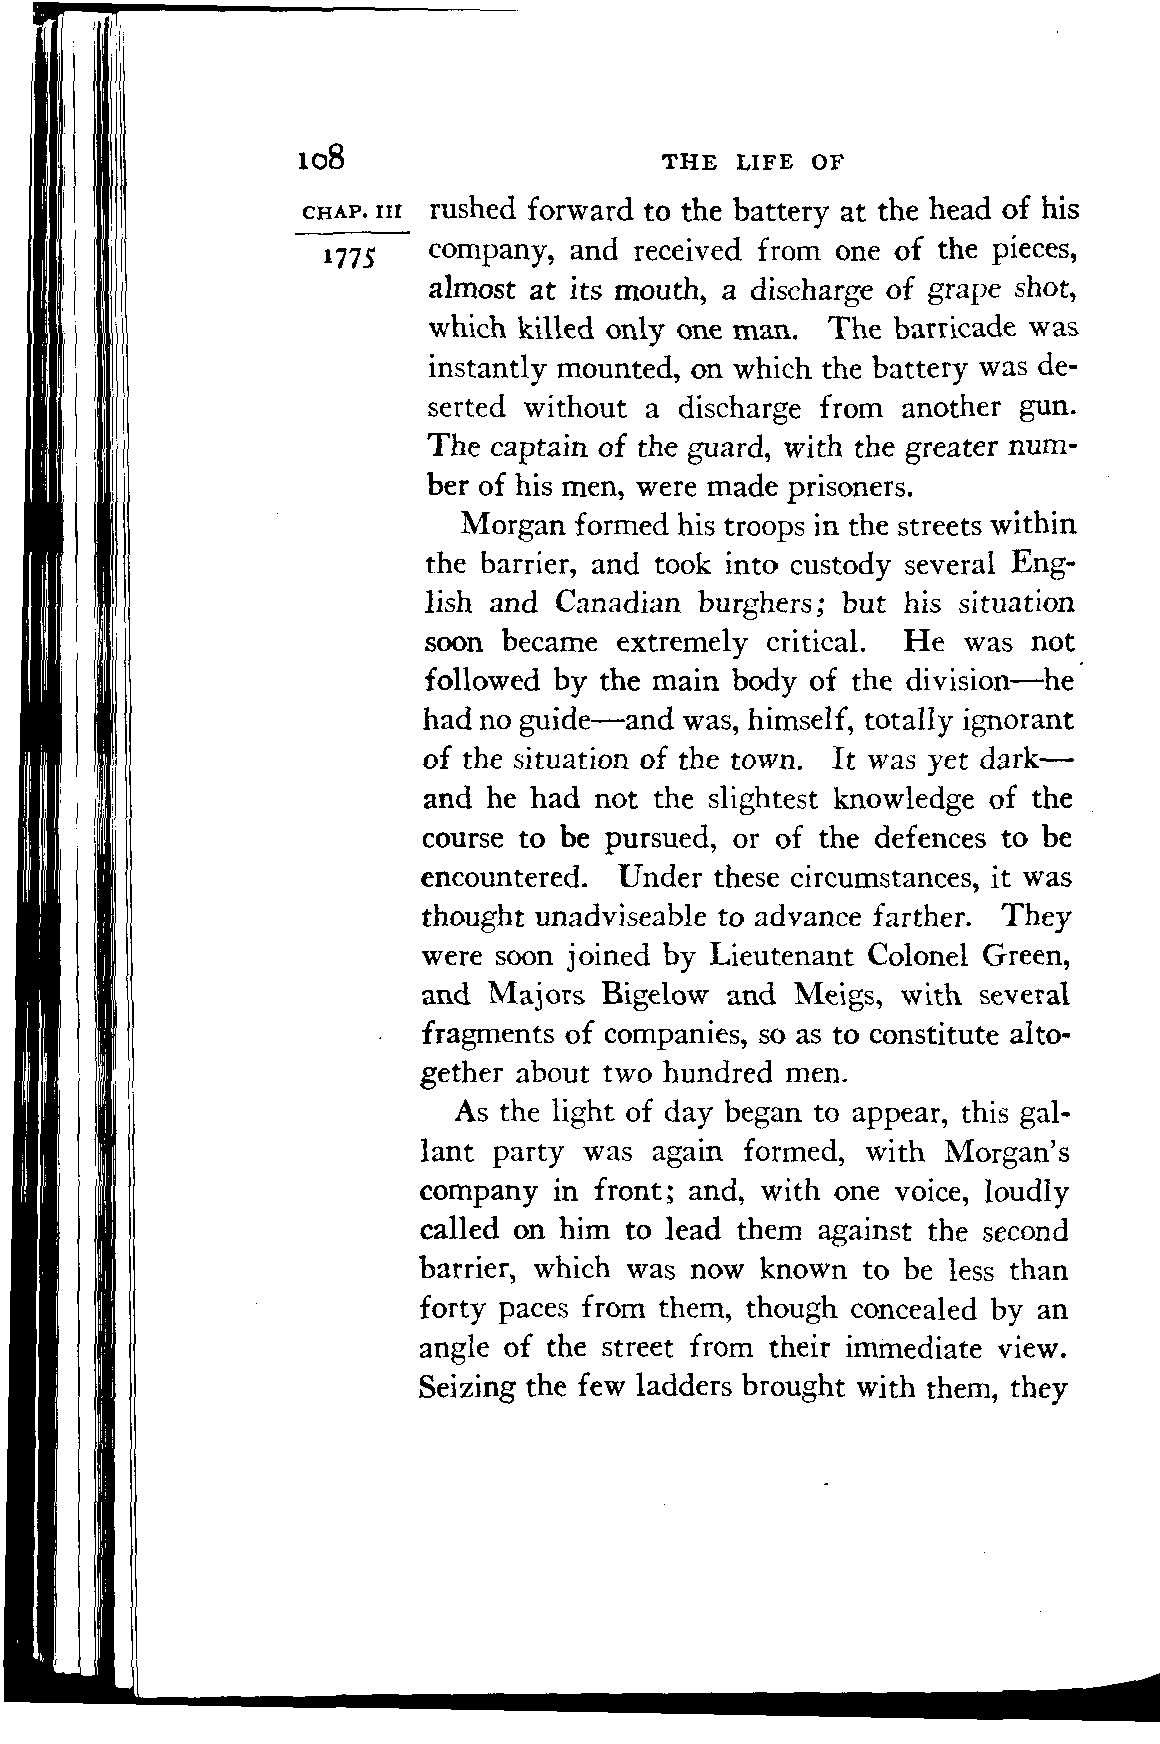 108 THE LIFE OF
CHAP. III rushed forward to the battery at the head of his
1775 company, and received from one of the pieces,
almost at its mouth, a discharge of grape shot,
which killed only one man. The barricade was
instantly mounted, on which the battery was de-
serted without a discharge from another gun.
The captain of the guard, with the greater num-
ber of his men, were made prisoners.
Morgan formed his troops in the streets within
the barrier, and took into custody several Eng-
lish and Canadian burghers; but his situation
soon became extremely critical. He was not
followed by the main body of the division—he
had no guide—and was, himself, totally ignorant
of the situation of the town. It was yet dark—
and he had not the slightest knowledge of the
course to be pursued, or of the defences to be
encountered. Under these circumstances, it was
thought unadviseable to advance farther. They
were soon joined by Lieutenant Colonel Green,
and Majors Bigelow and Meigs, with several
fragments of companies, so as to constitute alto-
gether about two hundred men.
As the light of day began to appear, this gal-
lant party was again formed, with Morgan's
company in front; and, with one voice, loudly
called on him to lead them against the second
barrier, which was now known to be less than
forty paces from them, though concealed by an
angle of the street from their immediate view.
Seizing the few ladders brought with them, they